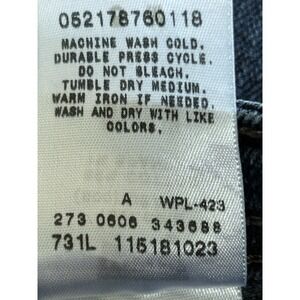 052178760118
MACHINE WASH COLD.
DURABLE PRESS CYCLE.
DO NOT BLEACH.
TUMBLE DRY MEDIUM.
WARM IRON IF NEEDED.
WASH AND DRY WITH LIKE
COLORS.
A WPL-423
273 0606 343688
731L 115181023